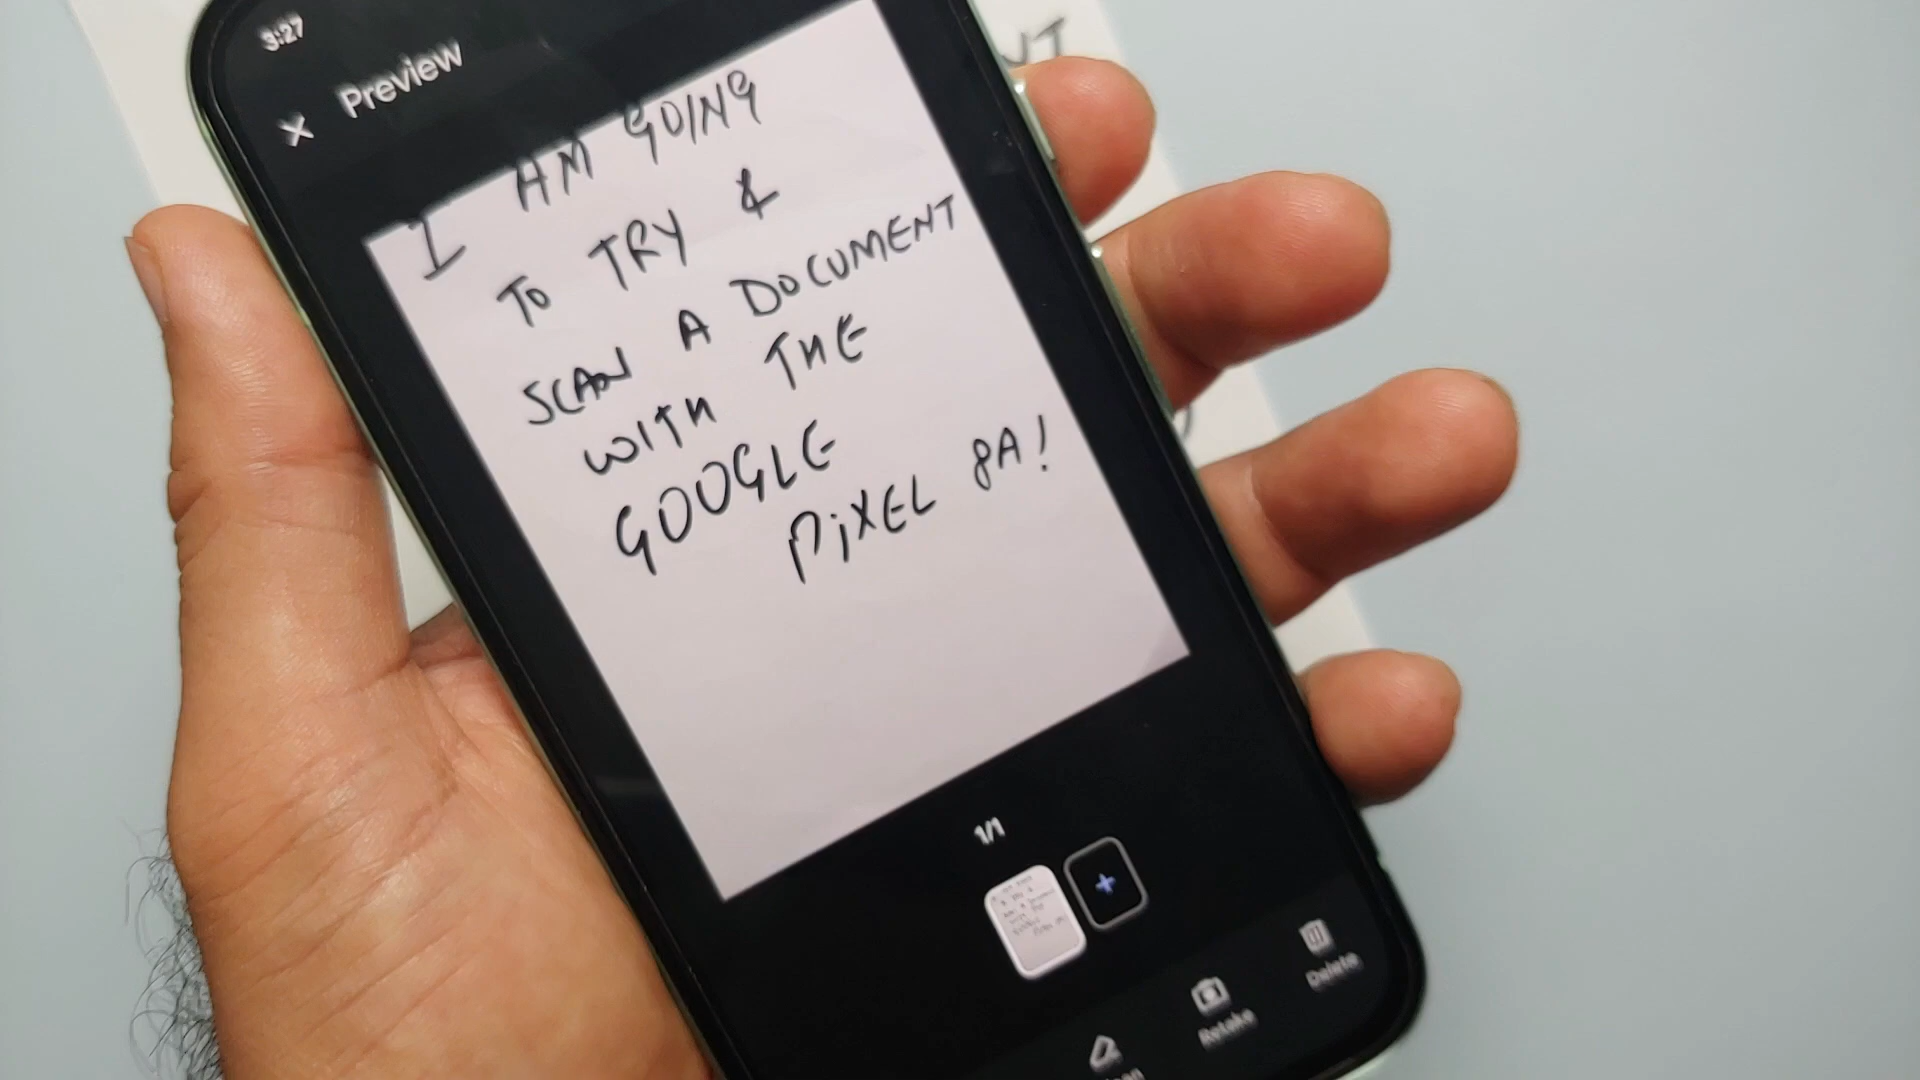 3:27
Preview
I AM GOING
TO TRY &
SCAN A DOCUMENT
WITH THE
GOOGLE
PiXEL 8A!
1/1
Retake
Delete